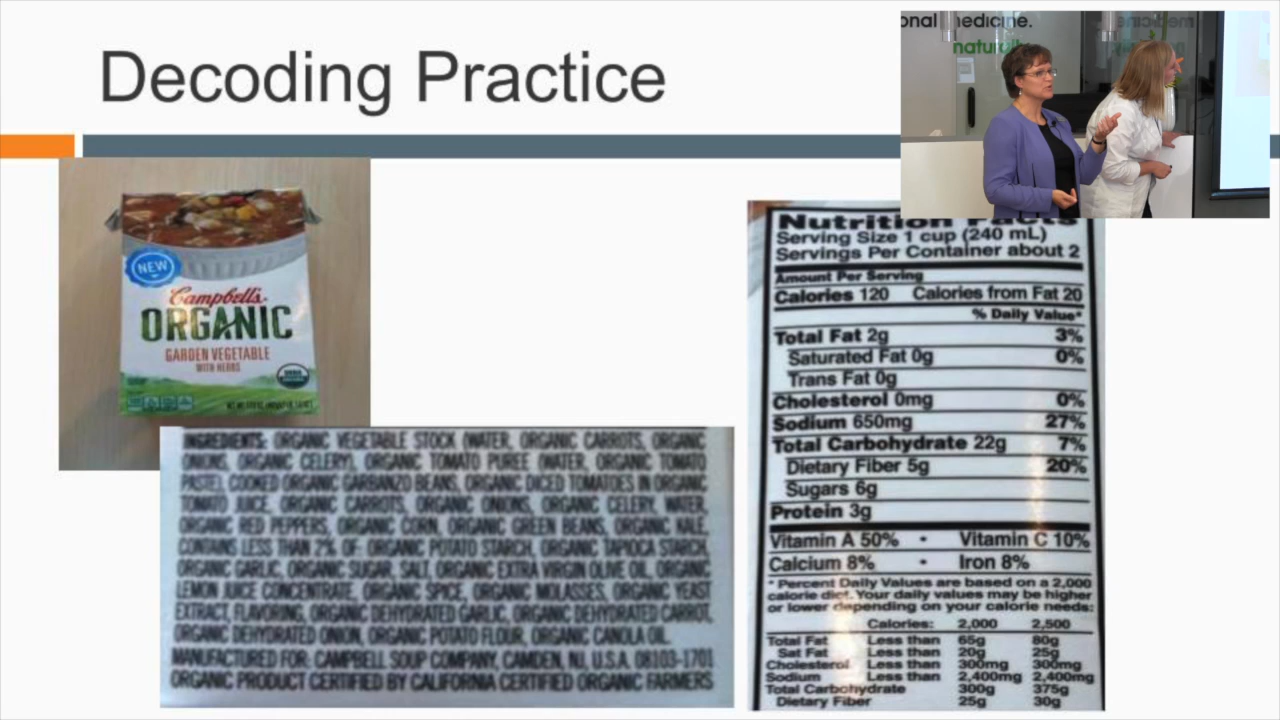 Decoding Practice
onal medicine.
naturally
NEW
Campbell's
ORGANIC
GARDEN VEGETABLE
WITH HERBS
USDA
INGREDIENTS: ORGANIC VEGETABLE STOCK (WATER, ORGANIC CARROTS, ORGANIC
ONIONS, ORGANIC CELERY), ORGANIC TOMATO PUREE (WATER, ORGANIC TOMATO
PASTE), COOKED ORGANIC GARBANZO BEANS, ORGANIC DICED TOMATOES IN ORGANIC
TOMATO JUICE, ORGANIC CARROTS, ORGANIC ONIONS, ORGANIC CELERY, WATER,
ORGANIC RED PEPPERS, ORGANIC CORN, ORGANIC GREEN BEANS, ORGANIC KALE.
CONTAINS LESS THAN 2% OF: ORGANIC POTATO STARCH, ORGANIC TAPIOCA STARCH,
ORGANIC GARLIC, ORGANIC SUGAR, SALT, ORGANIC EXTRA VIRGIN OLIVE OIL, ORGANIC
LEMON JUICE CONCENTRATE, ORGANIC SPICE, ORGANIC MOLASSES, ORGANIC YEAST
EXTRACT, FLAVORING, ORGANIC DEHYDRATED GARLIC, ORGANIC DEHYDRATED CARROT,
ORGANIC DEHYDRATED ONION, ORGANIC POTATO FLOUR, ORGANIC CANOLA OIL.
MANUFACTURED FOR: CAMPBELL SOUP COMPANY, CAMDEN, NJ, U.S.A. 08103-1701
ORGANIC PRODUCT CERTIFIED BY CALIFORNIA CERTIFIED ORGANIC FARMERS
Nutrition Facts
Serving Size 1 cup (240 mL)
Servings Per Container about 2
Amount Per Serving
Calories 120 Calories from Fat 20
% Daily Value*
Total Fat 2g 3%
Saturated Fat 0g 0%
Trans Fat 0g
Cholesterol 0mg 0%
Sodium 650mg 27%
Total Carbohydrate 22g 7%
Dietary Fiber 5g 20%
Sugars 6g
Protein 3g
Vitamin A 50% • Vitamin C 10%
Calcium 8% • Iron 8%
* Percent Daily Values are based on a 2,000
calorie diet. Your daily values may be higher
or lower depending on your calorie needs:
Calories: 2,000 2,500
Total Fat Less than 65g 80g
Sat Fat Less than 20g 25g
Cholesterol Less than 300mg 300mg
Sodium Less than 2,400mg 2,400mg
Total Carbohydrate 300g 375g
Dietary Fiber 25g 30g